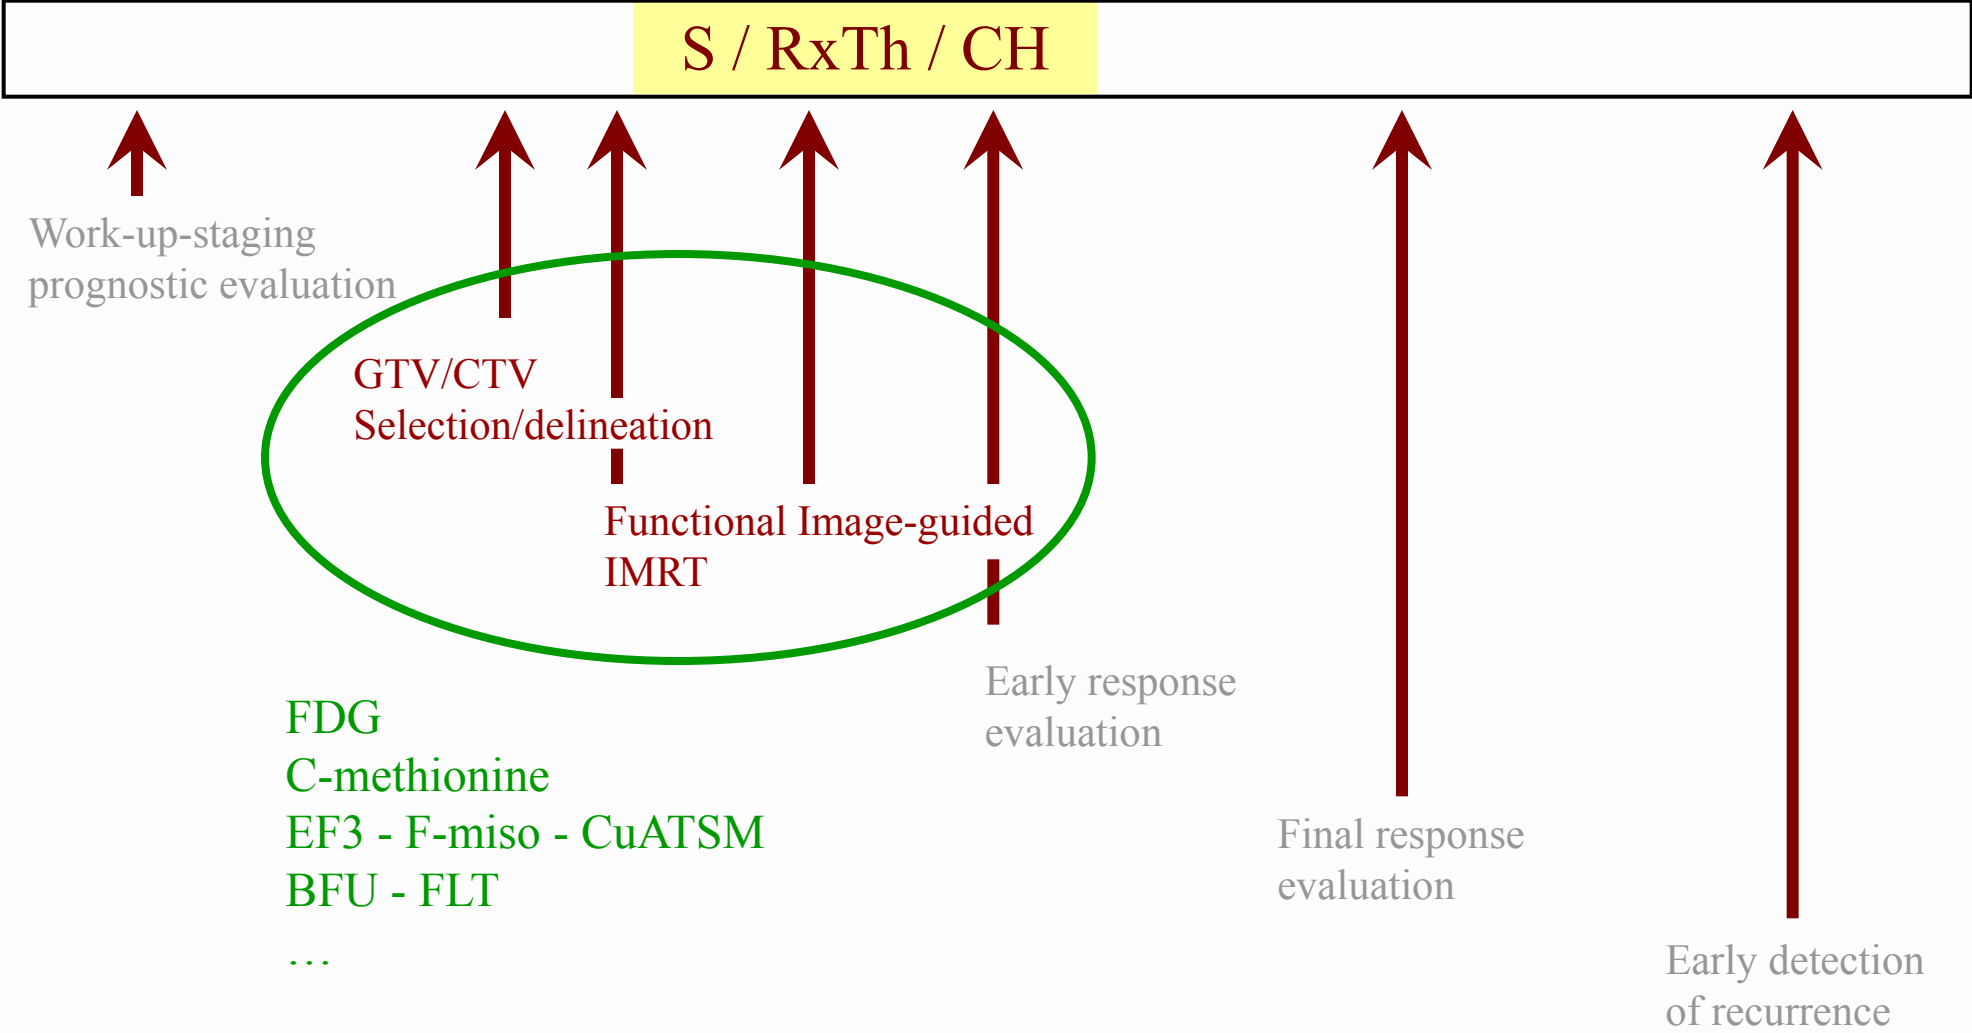 S / RxTh / CH
Work-up-staging
prognostic evaluation
GTV/CTV
Selection/delineation
Functional Image-guided
IMRT
Early response
evaluation
FDG
C-methionine
EF3 - F-miso - CuATSM
BFU - FLT
…
Final response
evaluation
Early detection
of recurrence